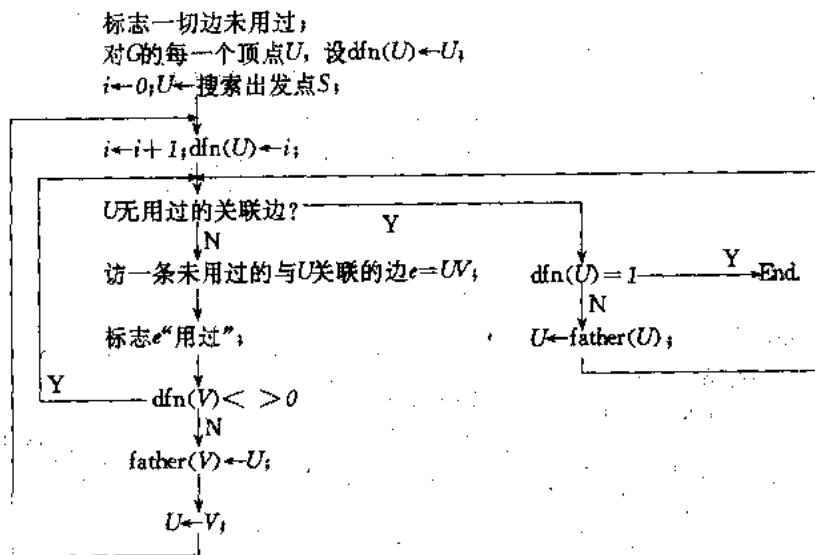 标志一切边未用过;
对G的每一个顶点U, 设dfn(U)←U;
i←0;U←搜索出发点S;
i←i+1;dfn(U)←i;
U无用过的关联边?
Y
N
访一条未用过的与U关联的边e=UV;
dfn(U)=1
Y
End.
N
标志e“用过”;
U←father(U);
Y
dfn(V)< >0
N
father(V)←U;
U←V;